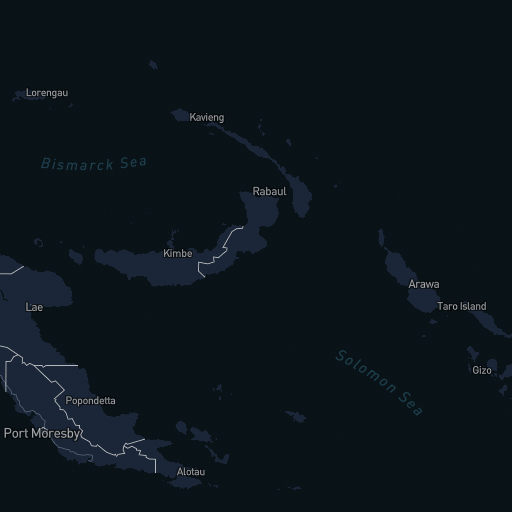 Lorengau
Kavieng
Bismarck Sea
Rabaul
Kimbe
Arawa
Taro Island
Lae
Solomon Sea
Gizo
Popondetta
Port Moresby
Alotau